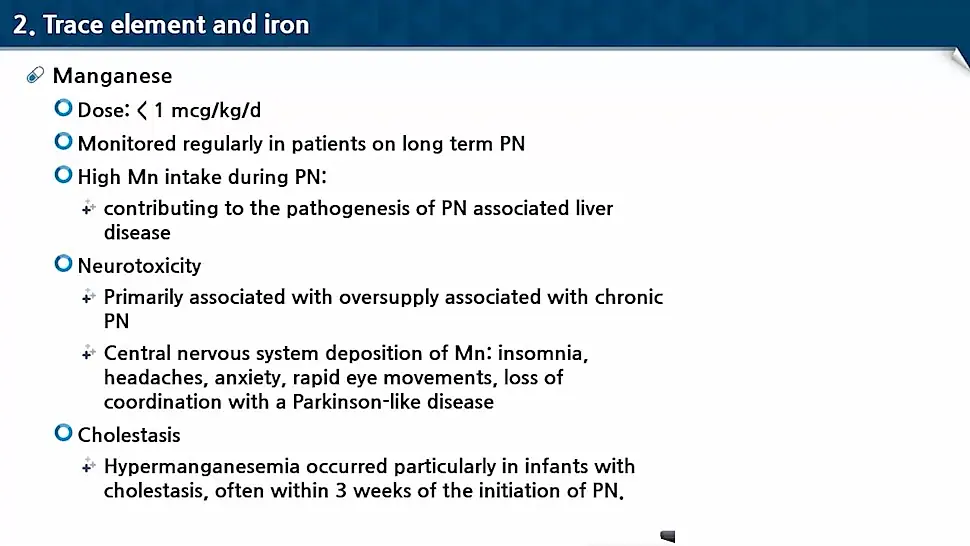 2. Trace element and iron
Manganese
Dose: < 1 mcg/kg/d
Monitored regularly in patients on long term PN
High Mn intake during PN:
contributing to the pathogenesis of PN associated liver
disease
Neurotoxicity
Primarily associated with oversupply associated with chronic
PN
Central nervous system deposition of Mn: insomnia,
headaches, anxiety, rapid eye movements, loss of
coordination with a Parkinson-like disease
Cholestasis
Hypermanganesemia occurred particularly in infants with
cholestasis, often within 3 weeks of the initiation of PN.